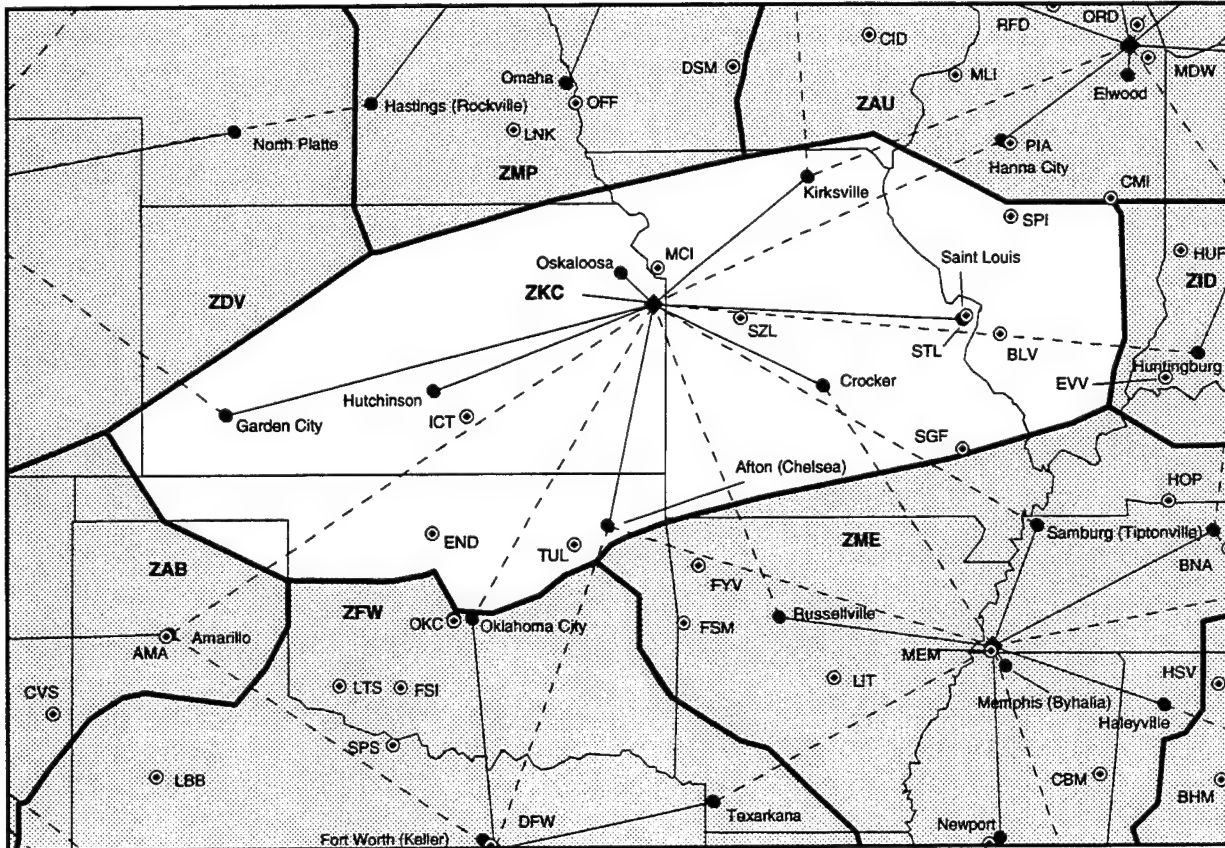 RFD
ORD
CID
DSM
Omaha
MLI
MDW
Elwood
Hastings (Rockville)
OFF
ZAU
North Platte
LNK
PIA
ZMP
Hanna City
Kirksville
CMI
SPI
Saint Louis
HUF
MCI
Oskaloosa
ZKC
ZDV
ZID
SZL
STL
BLV
Huntingburg
Hutchinson
Crocker
EVV
Garden City
ICT
SGF
Afton (Chelsea)
HOP
END
TUL
ZME
Samburg (Tiptonville)
ZAB
FYV
BNA
ZFW
OKC
Oklahoma City
FSM
Russellville
Amarillo
AMA
MEM
LTS
FSI
LIT
HSV
CVS
Memphis (Byhalia)
Haleyville
SPS
LBB
CBM
BHM
DFW
Texarkana
Fort Worth (Keller)
Newport